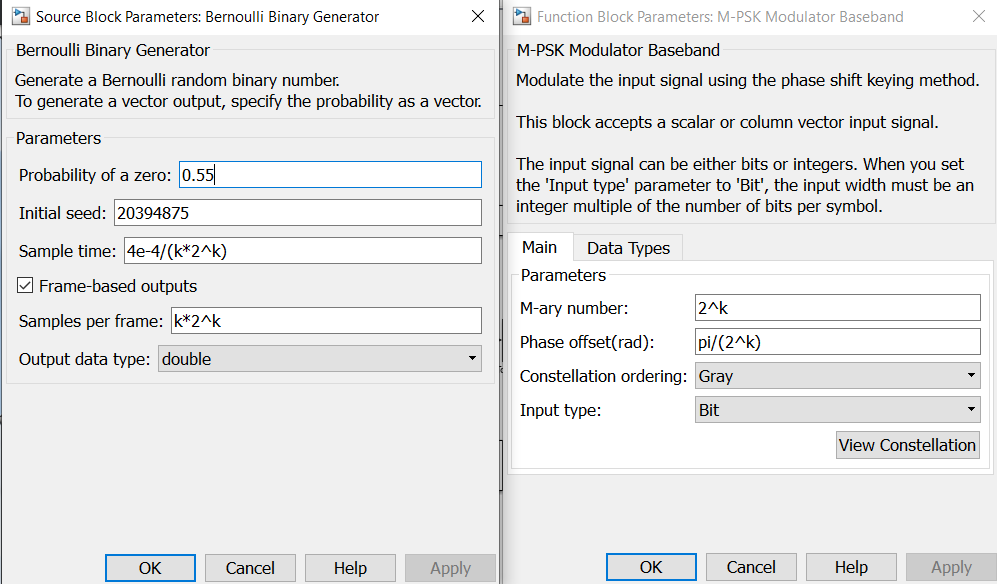 Source Block Parameters: Bernoulli Binary Generator
Bernoulli Binary Generator
Generate a Bernoulli random binary number.
To generate a vector output, specify the probability as a vector.
Parameters
Probability of a zero: 0.55
Initial seed: 20394875
Sample time: 4e-4/(k*2^k)
Frame-based outputs
Samples per frame: k*2^k
Output data type: double
OK Cancel Help Apply
Function Block Parameters: M-PSK Modulator Baseband
M-PSK Modulator Baseband
Modulate the input signal using the phase shift keying method.
This block accepts a scalar or column vector input signal.
The input signal can be either bits or integers. When you set
the 'Input type' parameter to 'Bit', the input width must be an
integer multiple of the number of bits per symbol.
Main Data Types
Parameters
M-ary number: 2^k
Phase offset(rad): pi/(2^k)
Constellation ordering: Gray
Input type: Bit
View Constellation
OK Cancel Help Apply